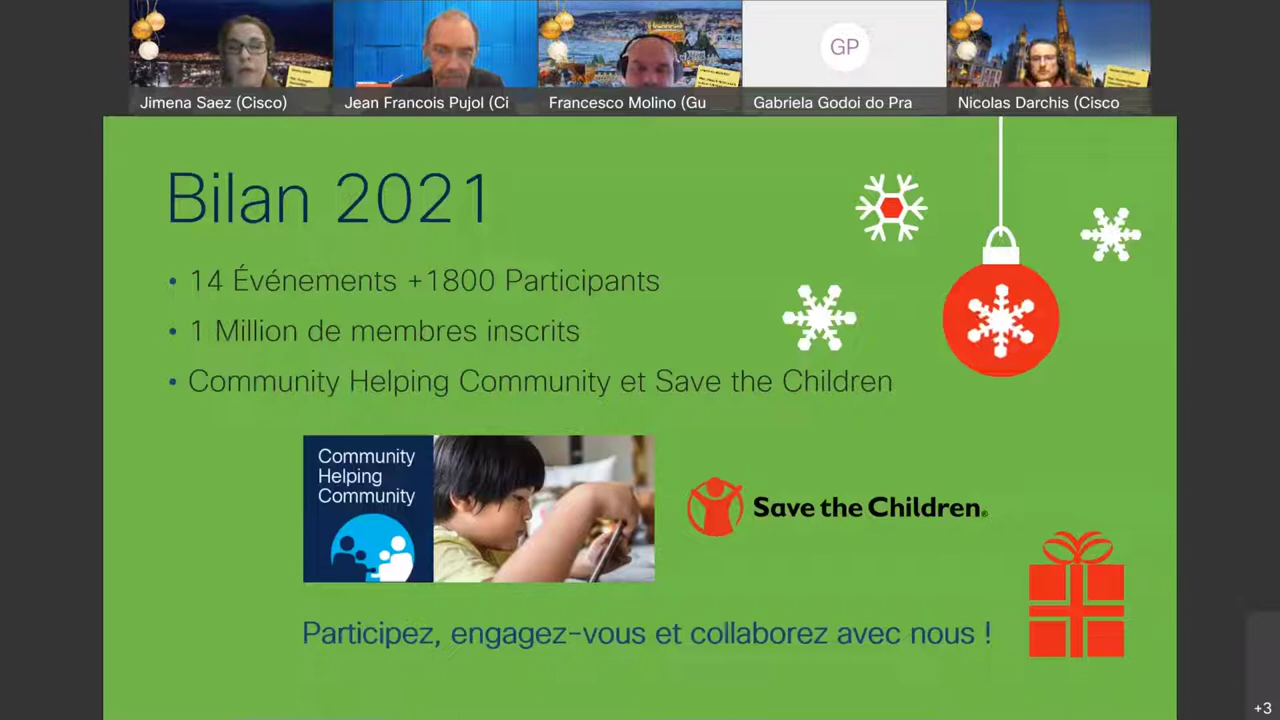 GP
Jimena Saez (Cisco)
Jean Francois Pujol (Ci
Francesco Molino (Gu
Gabriela Godoi do Pra
Nicolas Darchis (Cisco
Bilan 2021
• 14 Événements +1800 Participants
• 1 Million de membres inscrits
• Community Helping Community et Save the Children
Community
Helping
Community
Save the Children®
Participez, engagez-vous et collaborez avec nous !
+3